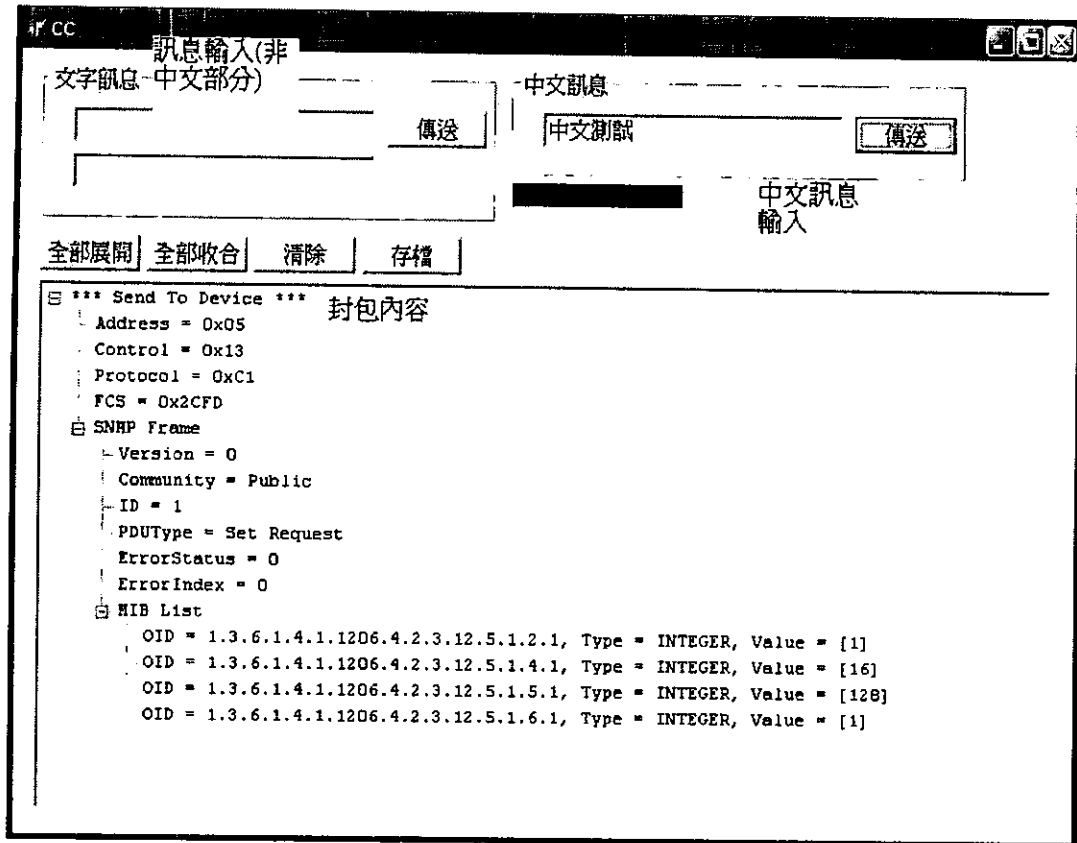 CC
訊息輸入(非
中文部分)
文字訊息
中文訊息
傳送
中文測試
傳送
中文訊息
輸入
全部展開 全部收合 清除 存檔
*** Send To Device ***
封包內容
Address = 0x05
Control = 0x13
Protocol = 0xC1
FCS = 0x2CFD
SNMP Frame
Version = 0
Community = Public
ID = 1
PDUType = Set Request
ErrorStatus = 0
ErrorIndex = 0
MIB List
OID = 1.3.6.1.4.1.1206.4.2.3.12.5.1.2.1, Type = INTEGER, Value = [1]
OID = 1.3.6.1.4.1.1206.4.2.3.12.5.1.4.1, Type = INTEGER, Value = [16]
OID = 1.3.6.1.4.1.1206.4.2.3.12.5.1.5.1, Type = INTEGER, Value = [128]
OID = 1.3.6.1.4.1.1206.4.2.3.12.5.1.6.1, Type = INTEGER, Value = [1]